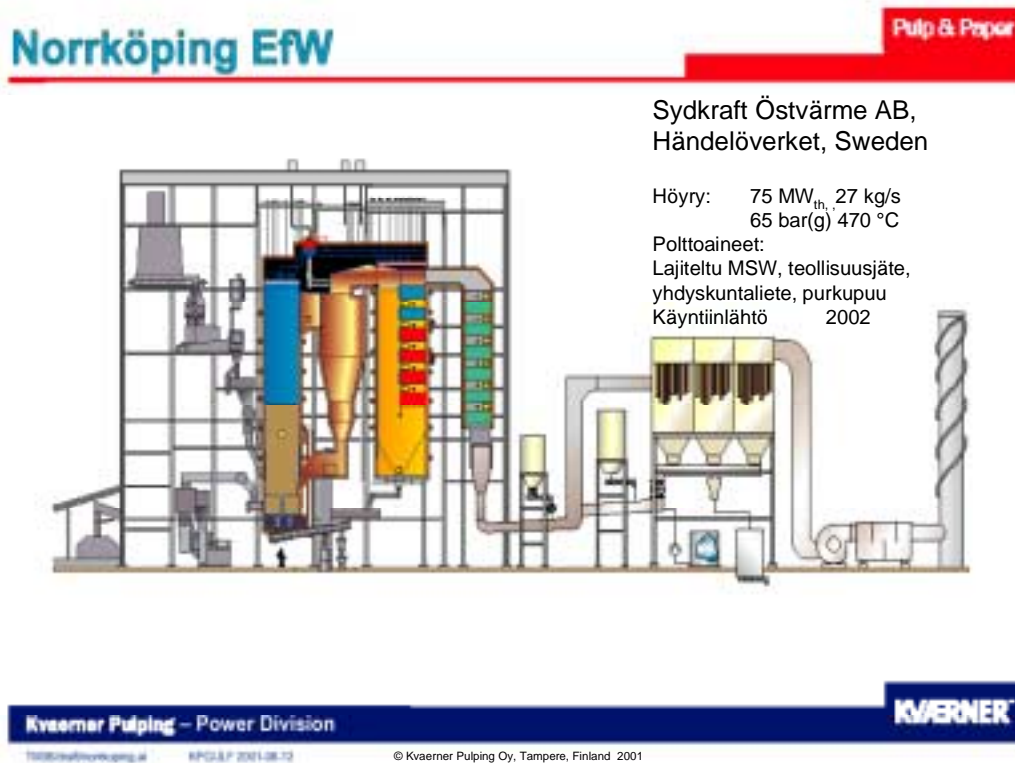 Norrköping EfW
Pulp & Paper
Sydkraft Östvärme AB,
Händelöverket, Sweden
Höyry: 75 MWth, ,27 kg/s
65 bar(g) 470 °C
Polttoaineet:
Lajiteltu MSW, teollisuusjäte,
yhdyskuntaliete, purkupuu
Käyntiinlähtö 2002
Kvaerner Pulping – Power Division
KVÆRNER
© Kvaerner Pulping Oy, Tampere, Finland 2001